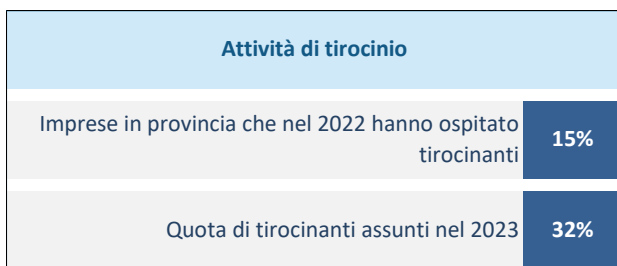 Attività di tirocinio
Imprese in provincia che nel 2022 hanno ospitato
tirocinanti
15%
Quota di tirocinanti assunti nel 2023
32%